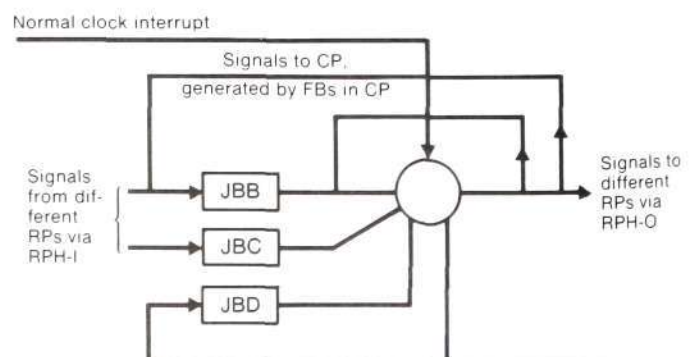 Normal clock interrupt
Signals to CP,
generated by FBs in CP
Signals
from dif-
ferent
RPs via
RPH-I
JBB
JBC
JBD
Signals to
different
RPs via
RPH-O